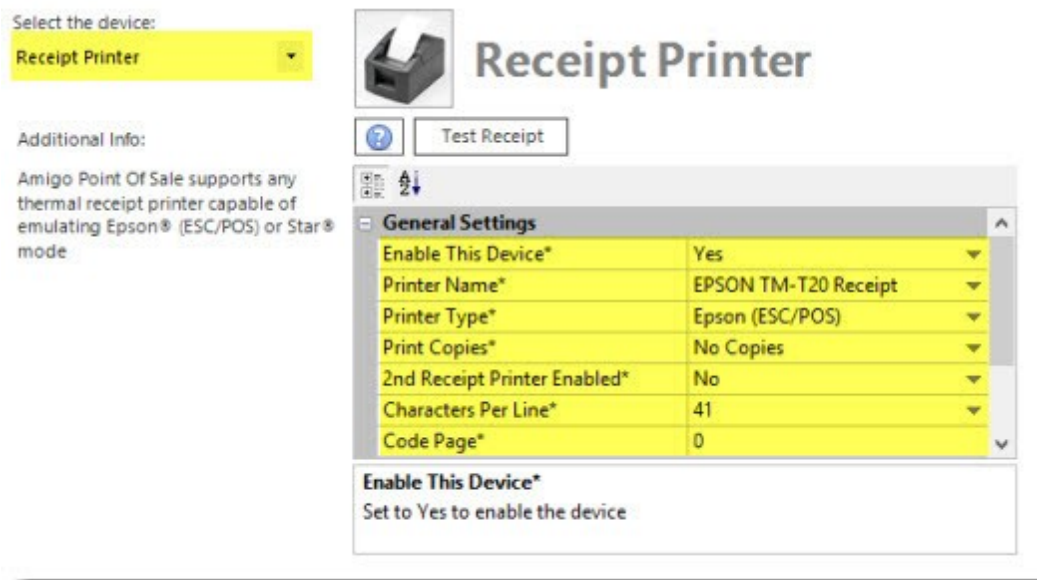 Select the device:
Receipt Printer
Additional Info:
Amigo Point Of Sale supports any
thermal receipt printer capable of
emulating Epson® (ESC/POS) or Star®
mode
Receipt Printer
? Test Receipt
A
Z
General Settings
Enable This Device* Yes
Printer Name* EPSON TM-T20 Receipt
Printer Type* Epson (ESC/POS)
Print Copies* No Copies
2nd Receipt Printer Enabled* No
Characters Per Line* 41
Code Page* 0
Enable This Device*
Set to Yes to enable the device